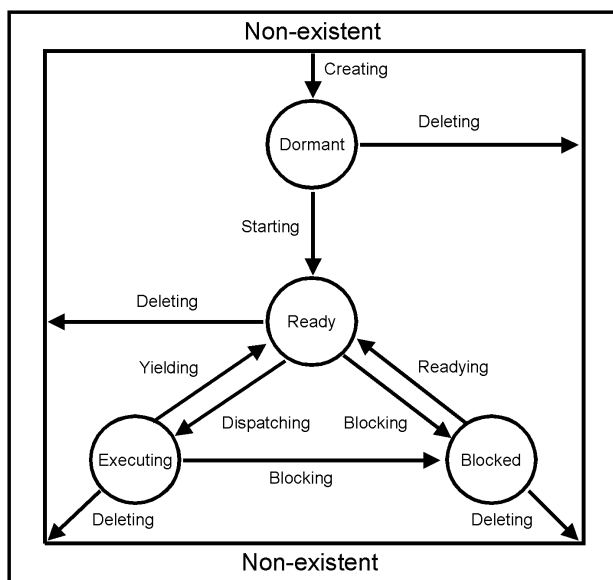 Non-existent
Creating
Deleting
Dormant
Starting
Deleting
Ready
Yielding
Readying
Dispatching
Blocking
Executing
Blocked
Blocking
Deleting
Deleting
Non-existent